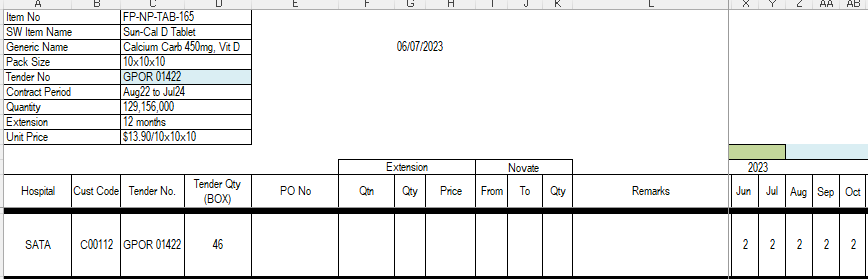 A B C D E F G H I J K L X Y Z AA AB
Item No FP-NP-TAB-165
SW Item Name Sun-Cal D Tablet
Generic Name Calcium Carb 450mg, Vit D
06/07/2023
Pack Size 10x10x10
Tender No GPOR 01422
Contract Period Aug22 to Jul24
Quantity 129,156,000
Extension 12 months
Unit Price $13.90/10x10x10
Extension Novate 2023
Hospital Cust Code Tender No. Tender Qty (BOX) PO No Qtn Qty Price From To Qty Remarks Jun Jul Aug Sep Oct
SATA C00112 GPOR 01422 46 2 2 2 2 2